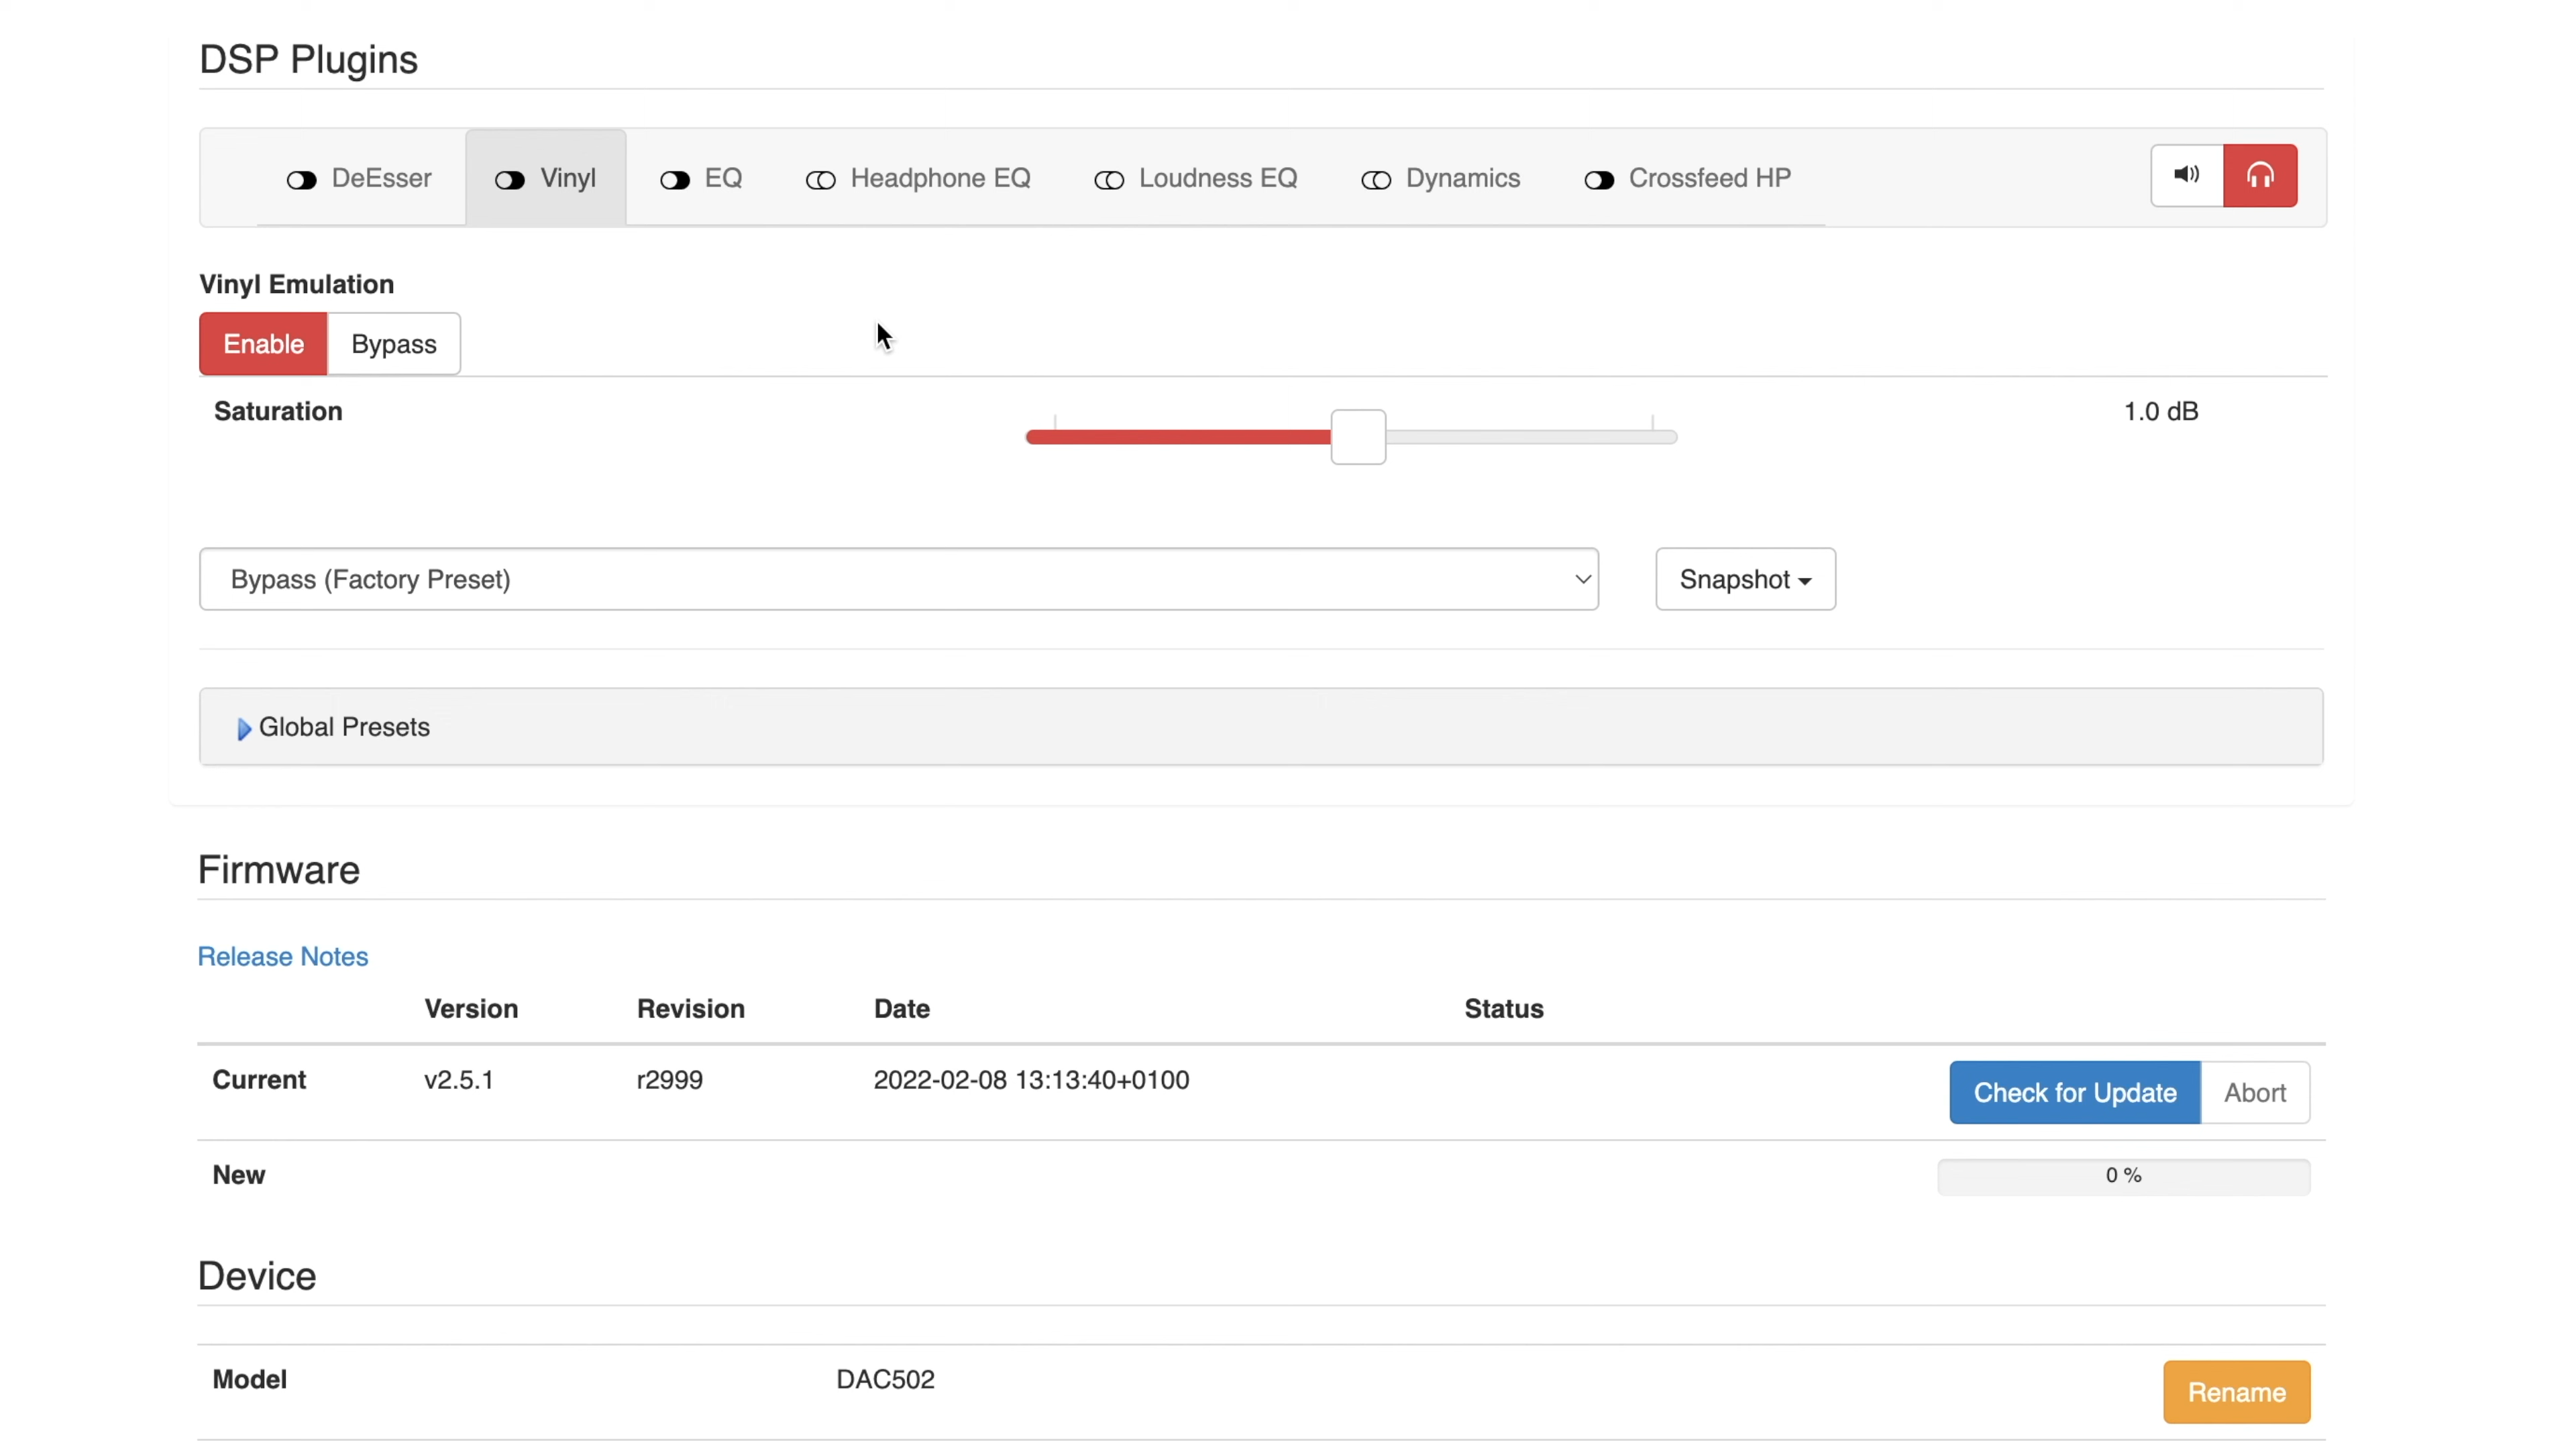 DSP Plugins
DeEsser Vinyl EQ Headphone EQ Loudness EQ Dynamics Crossfeed HP
Vinyl Emulation
Enable Bypass
Saturation 1.0 dB
Bypass (Factory Preset) Snapshot
Global Presets
Firmware
Release Notes
Version Revision Date Status
Current v2.5.1 r2999 2022-02-08 13:13:40+0100 Check for Update Abort
New 0 %
Device
Model DAC502 Rename